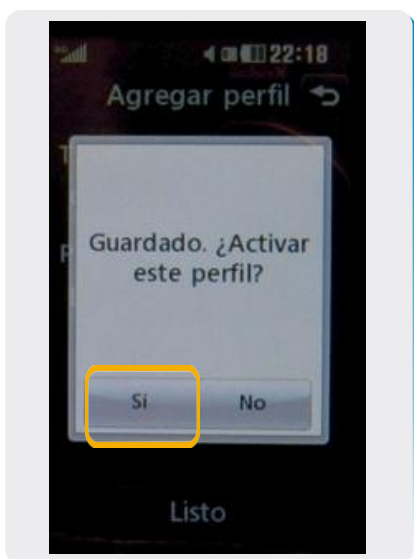 22:18
Agregar perfil
Guardado. ¿Activar
este perfil?
Sí
No
Listo